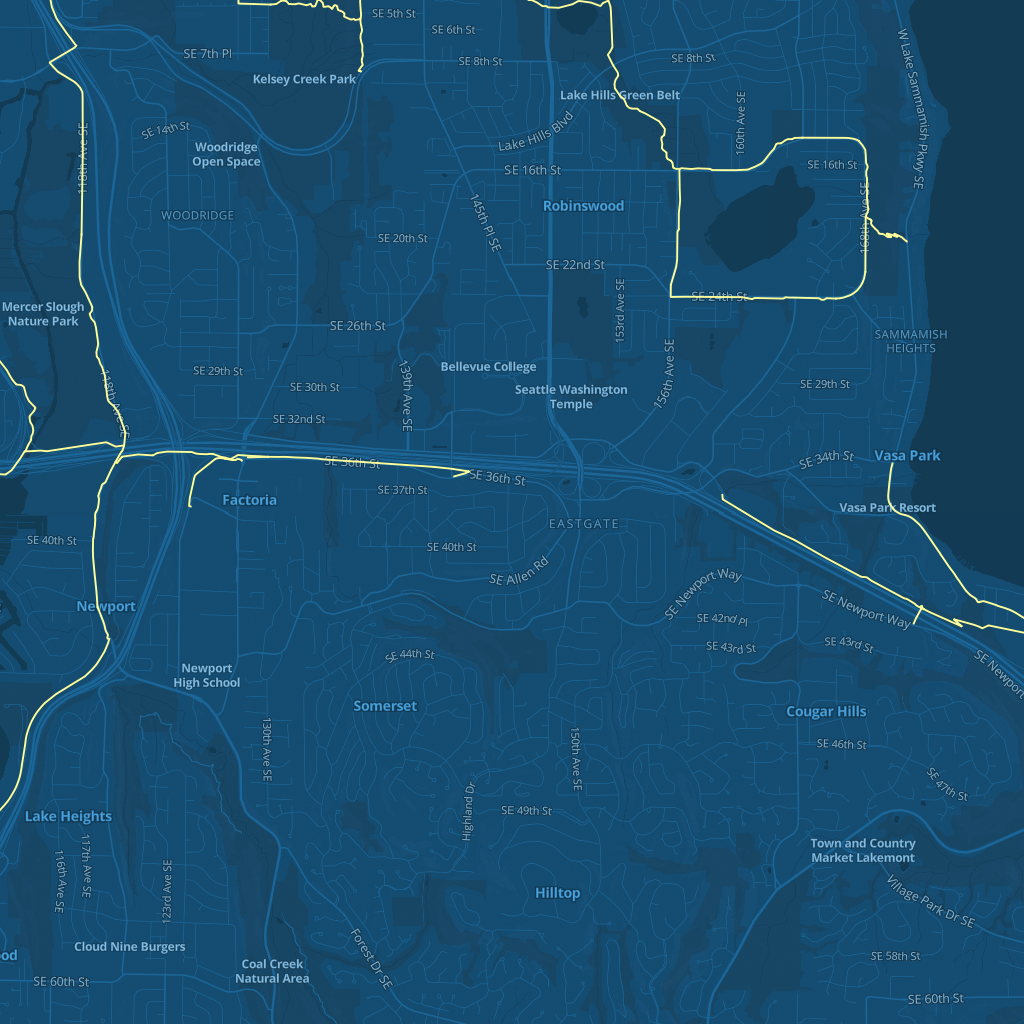 SE 5th St
SE 6th St
W Lake Sammamish Pkwy SE
SE 7th Pl
SE 8th St
SE 8th St
Kelsey Creek Park
Lake Hills Green Belt
160th Ave SE
SE 14th St
Lake Hills Blvd
118th Ave SE
Woodridge
Open Space
SE 16th St
SE 16th St
WOODRIDGE
145th Pl SE
Robinswood
168th Ave SE
SE 20th St
SE 22nd St
Mercer Slough
Nature Park
153rd Ave SE
SE 24th St
SE 26th St
SAMMAMISH
HEIGHTS
SE 29th St
SE 30th St
139th Ave SE
Bellevue College
Seattle Washington
Temple
156th Ave SE
SE 29th St
118th Ave SE
SE 32nd St
SE 36th St
SE 36th St
SE 34th St
Vasa Park
SE 37th St
Factoria
Vasa Park Resort
EASTGATE
SE 40th St
SE 40th St
SE Allen Rd
SE Newport Way
SE Newport Way
Newport
SE 42nd Pl
SE 43rd St
SE 43rd St
SE 44th St
SE Newport
Newport
High School
Somerset
Cougar Hills
130th Ave SE
150th Ave SE
SE 46th St
SE 47th St
Highland Dr
SE 49th St
Lake Heights
117th Ave SE
116th Ave SE
123rd Ave SE
Town and Country
Market Lakemont
Hilltop
Village Park Dr SE
Cloud Nine Burgers
ood
Forest Dr SE
SE 58th St
Coal Creek
Natural Area
SE 60th St
SE 60th St